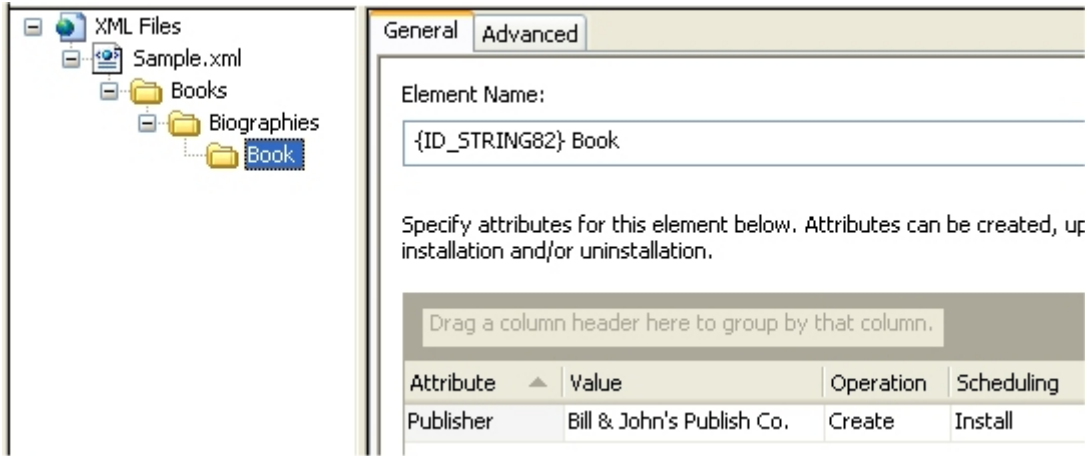 XML Files
Sample.xml
Books
Biographies
Book
General Advanced
Element Name:
{ID_STRING82} Book
Specify attributes for this element below. Attributes can be created, up
installation and/or uninstallation.
Drag a column header here to group by that column.
Attribute Value Operation Scheduling
Publisher Bill & John's Publish Co. Create Install